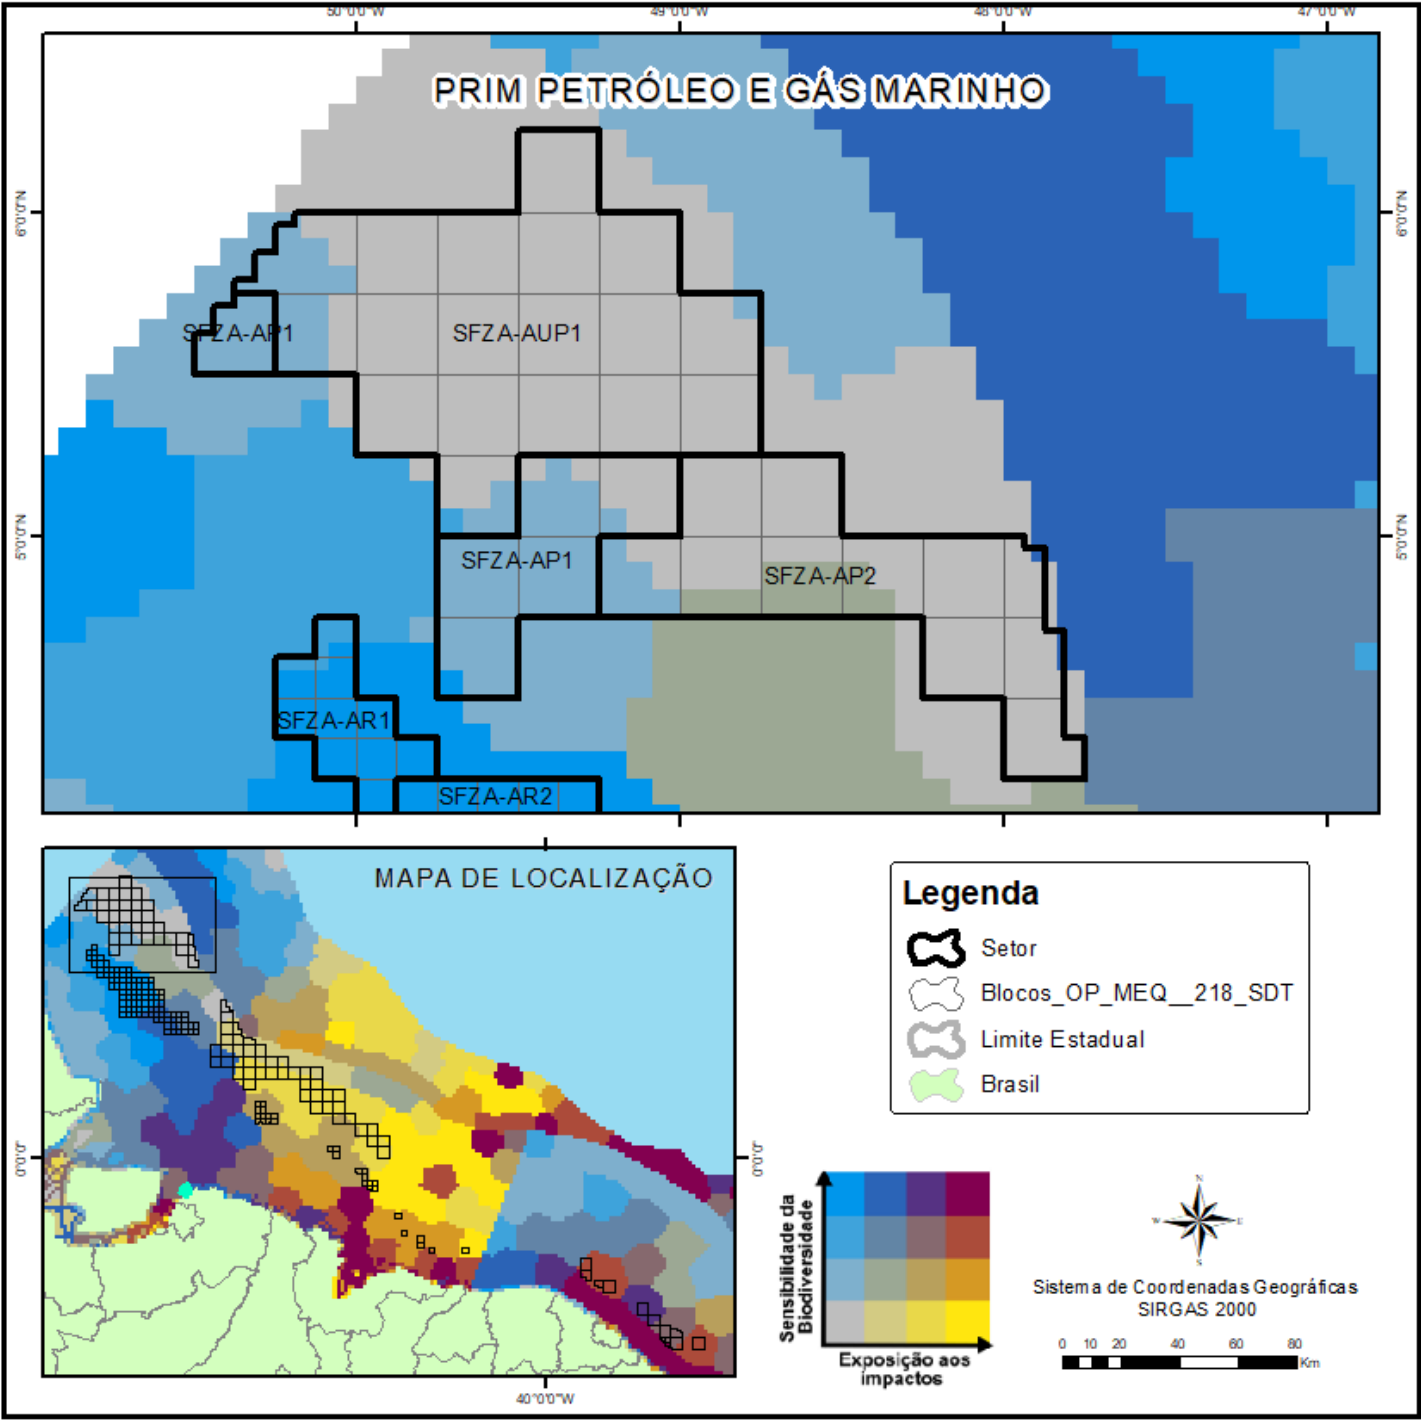 50°0'0"W 49°0'0"W 48°0'0"W 47°0'0"W
PRIM PETRÓLEO E GÁS MARINHO
6°0'0"N 6°0'0"N
SFZA-AP1 SFZA-AUP1
5°0'0"N 5°0'0"N
SFZA-AP1 SFZA-AP2
SFZA-AR1
SFZA-AR2
MAPA DE LOCALIZAÇÃO
0°0'0" 0°0'0"
40°0'0"W
Legenda
Setor
Blocos_OP_MEQ__218_SDT
Limite Estadual
Brasil
Sensibilidade da
Biodiversidade
Exposição aos
impactos
N
W E
S
Sistema de Coordenadas Geográficas
SIRGAS 2000
0 10 20 40 60 80
Km